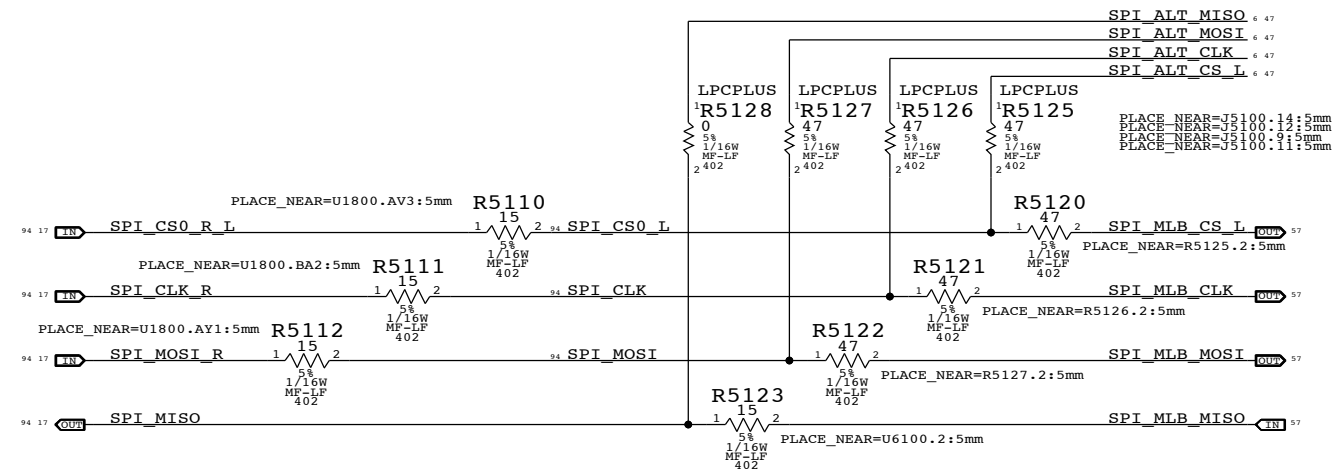 SPI_ALT_MISO 6 47
SPI_ALT_MOSI 6 47
SPI_ALT_CLK 6 47
SPI_ALT_CS_L 6 47
LPCPLUS
1
R5128
0
5%
1/16W
MF-LF
402
2
LPCPLUS
1
R5127
47
5%
1/16W
MF-LF
402
2
LPCPLUS
1
R5126
47
5%
1/16W
MF-LF
402
2
LPCPLUS
1
R5125
47
5%
1/16W
MF-LF
402
2
PLACE_NEAR=J5100.14:5mm
PLACE_NEAR=J5100.12:5mm
PLACE_NEAR=J5100.9:5mm
PLACE_NEAR=J5100.11:5mm
PLACE_NEAR=U1800.AV3:5mm
R5110
94 17 IN SPI_CS0_R_L
1 15 2
5%
1/16W
MF-LF
402
94 SPI_CS0_L
R5120
1 47 2
5%
1/16W
MF-LF
402
SPI_MLB_CS_L OUT 57
PLACE_NEAR=R5125.2:5mm
PLACE_NEAR=U1800.BA2:5mm
R5111
94 17 IN SPI_CLK_R
1 15 2
5%
1/16W
MF-LF
402
94 SPI_CLK
R5121
1 47 2
5%
1/16W
MF-LF
402
SPI_MLB_CLK OUT 57
PLACE_NEAR=R5126.2:5mm
PLACE_NEAR=U1800.AY1:5mm
R5112
94 17 IN SPI_MOSI_R
1 15 2
5%
1/16W
MF-LF
402
94 SPI_MOSI
R5122
1 47 2
5%
1/16W
MF-LF
402
SPI_MLB_MOSI OUT 57
PLACE_NEAR=R5127.2:5mm
94 17 OUT SPI_MISO
R5123
1 15 2
5%
1/16W
MF-LF
402
SPI_MLB_MISO IN 57
PLACE_NEAR=U6100.2:5mm